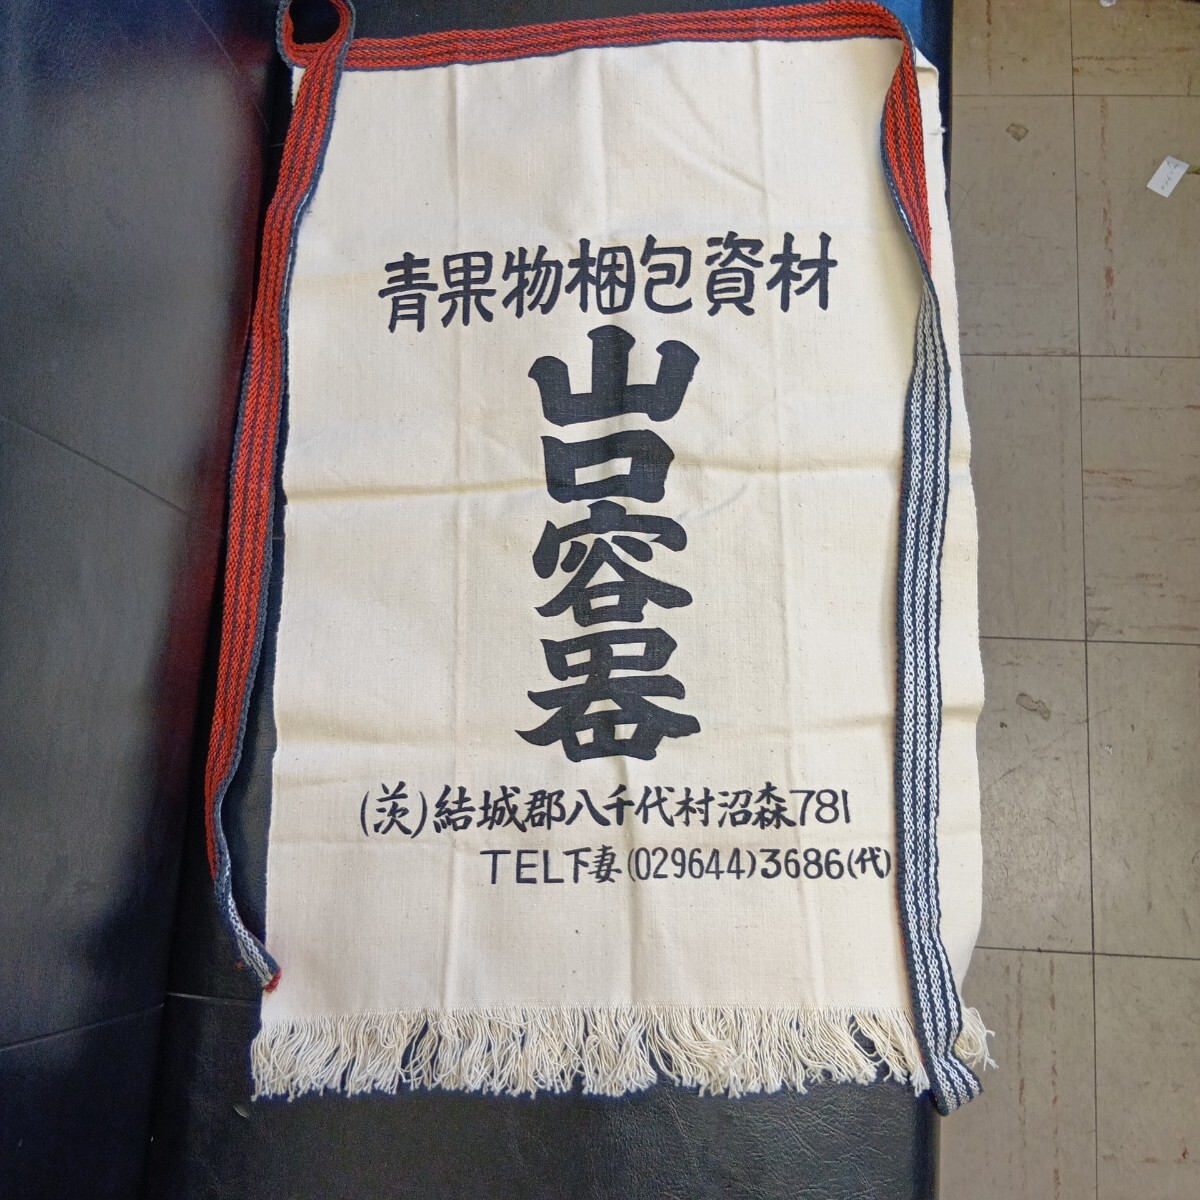 青果物梱包資材
山口容器
(茨)結城郡八千代村沼森781
TEL下妻(029644)3686(代)